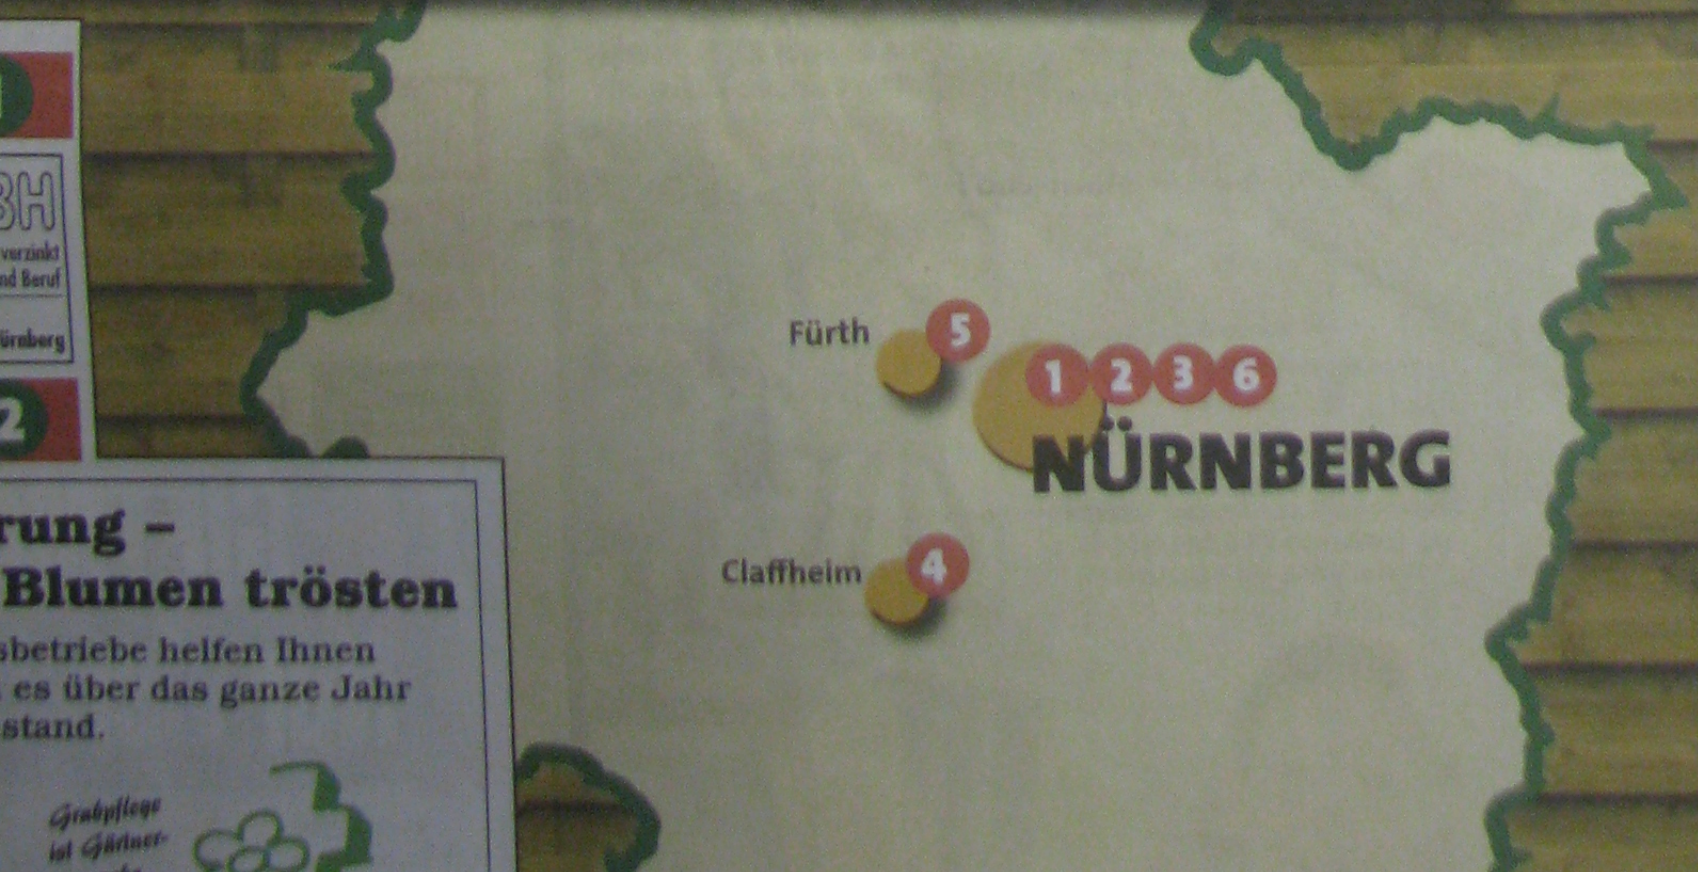 BH
verzinkt
nd Beruf
ürnberg
2
rung –
Blumen trösten
sbetriebe helfen Ihnen
es über das ganze Jahr
stand.
Grabpflege
ist Gärtner-
Fürth
5
1 2 3 6
NÜRNBERG
Claffheim
4